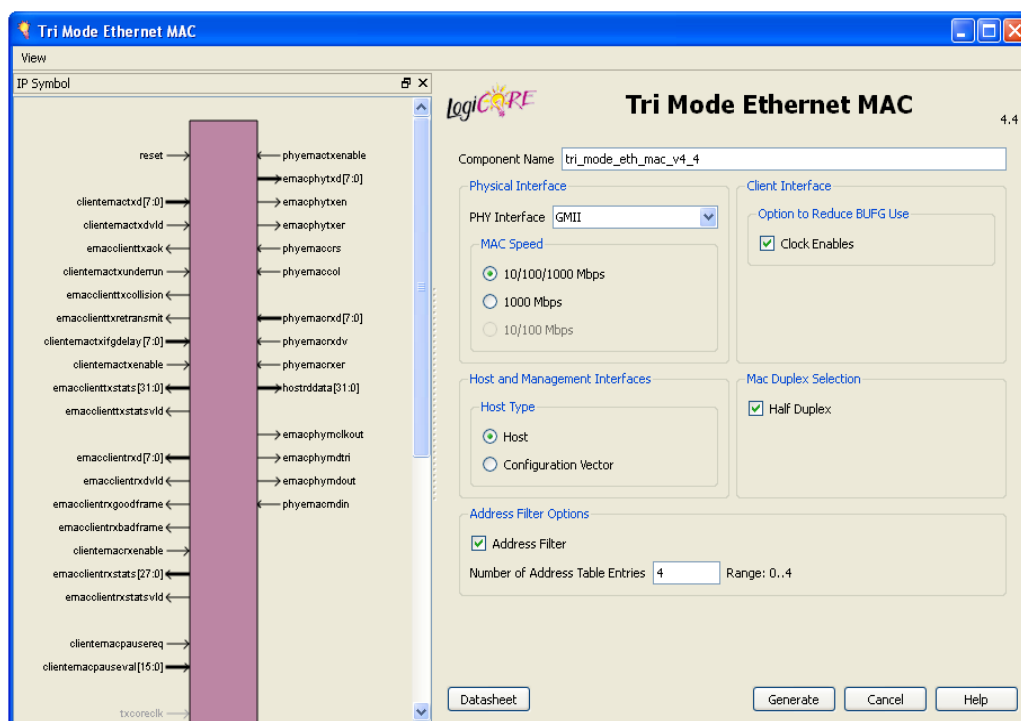 Tri Mode Ethernet MAC
View
IP Symbol
reset
clientemactxd[7:0]
clientemactxdvld
emacclienttxack
clientemactxunderrun
emacclienttxcollision
emacclienttxretransmit
clientemactxifgdelay[7:0]
clientemactxenable
emacclienttxstats[31:0]
emacclienttxstatsvld
emacclientrxd[7:0]
emacclientrxdvld
emacclientrxgoodframe
emacclientrxbadframe
clientemacrxenable
emacclientrxstats[27:0]
emacclientrxstatsvld
clientemacpausereq
clientemacpauseval[15:0]
txcoreclk
phyemactxenable
emacphytxd[7:0]
emacphytxen
emacphytxer
phyemaccrs
phyemaccol
phyemacrxd[7:0]
phyemacrxdv
phyemacrxer
hostrddata[31:0]
emacphymclkout
emacphymdtri
emacphymdout
phyemacmdin
LogiCORE
Tri Mode Ethernet MAC
4.4
Component Name tri_mode_eth_mac_v4_4
Physical Interface
PHY Interface GMII
MAC Speed
10/100/1000 Mbps
1000 Mbps
10/100 Mbps
Client Interface
Option to Reduce BUFG Use
Clock Enables
Host and Management Interfaces
Host Type
Host
Configuration Vector
Mac Duplex Selection
Half Duplex
Address Filter Options
Address Filter
Number of Address Table Entries 4 Range: 0..4
Datasheet Generate Cancel Help